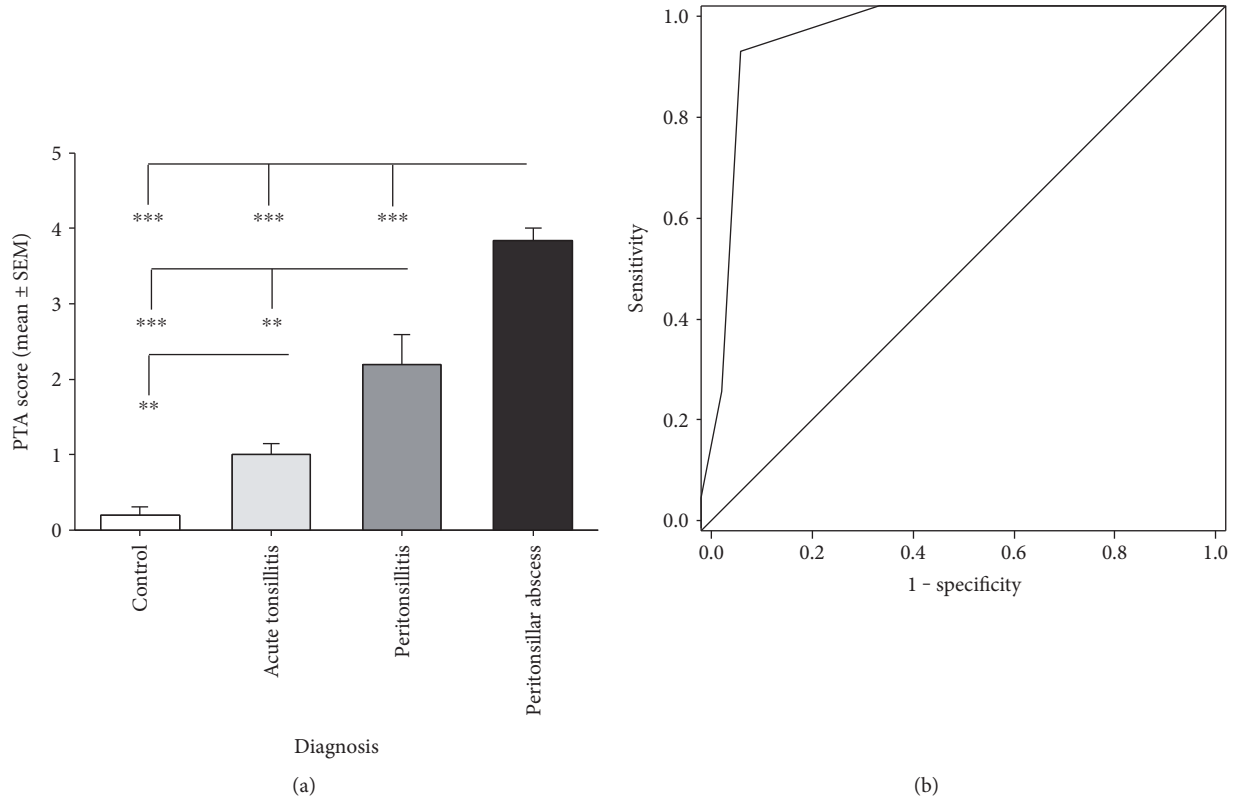 PTA score (mean ± SEM)
5
4
3
2
1
0
*** *** ***
*** **
**
Control
Acute tonsillitis
Peritonsillitis
Peritonsillar abscess
Diagnosis
(a)
Sensitivity
1.0
0.8
0.6
0.4
0.2
0.0
0.0 0.2 0.4 0.6 0.8 1.0
1 − specificity
(b)